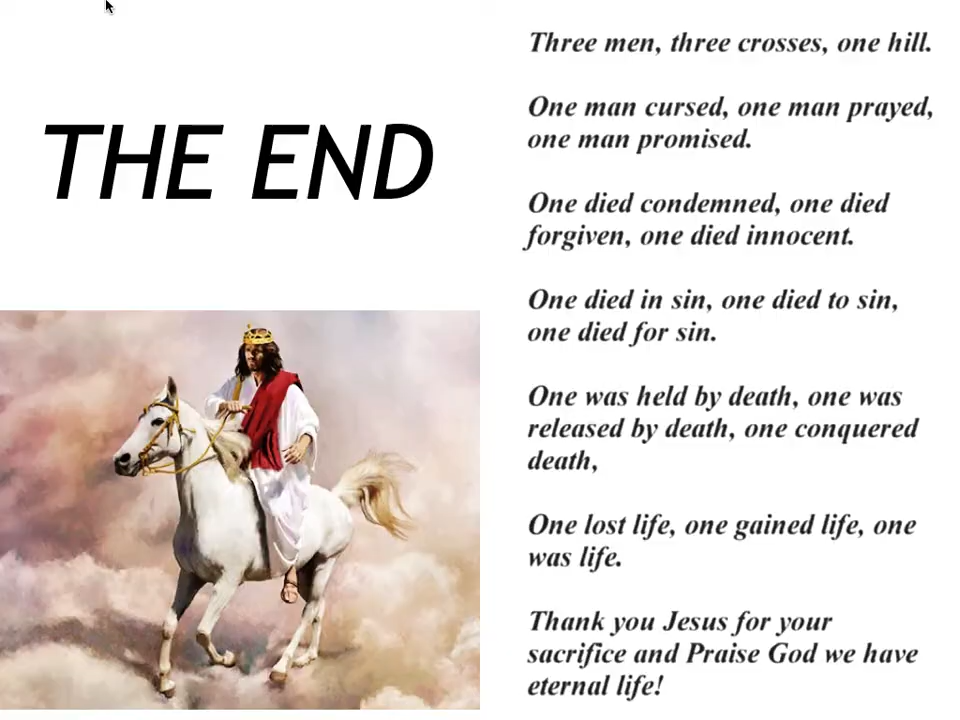 THE END
Three men, three crosses, one hill.
One man cursed, one man prayed,
one man promised.
One died condemned, one died
forgiven, one died innocent.
One died in sin, one died to sin,
one died for sin.
One was held by death, one was
released by death, one conquered
death,
One lost life, one gained life, one
was life.
Thank you Jesus for your
sacrifice and Praise God we have
eternal life!